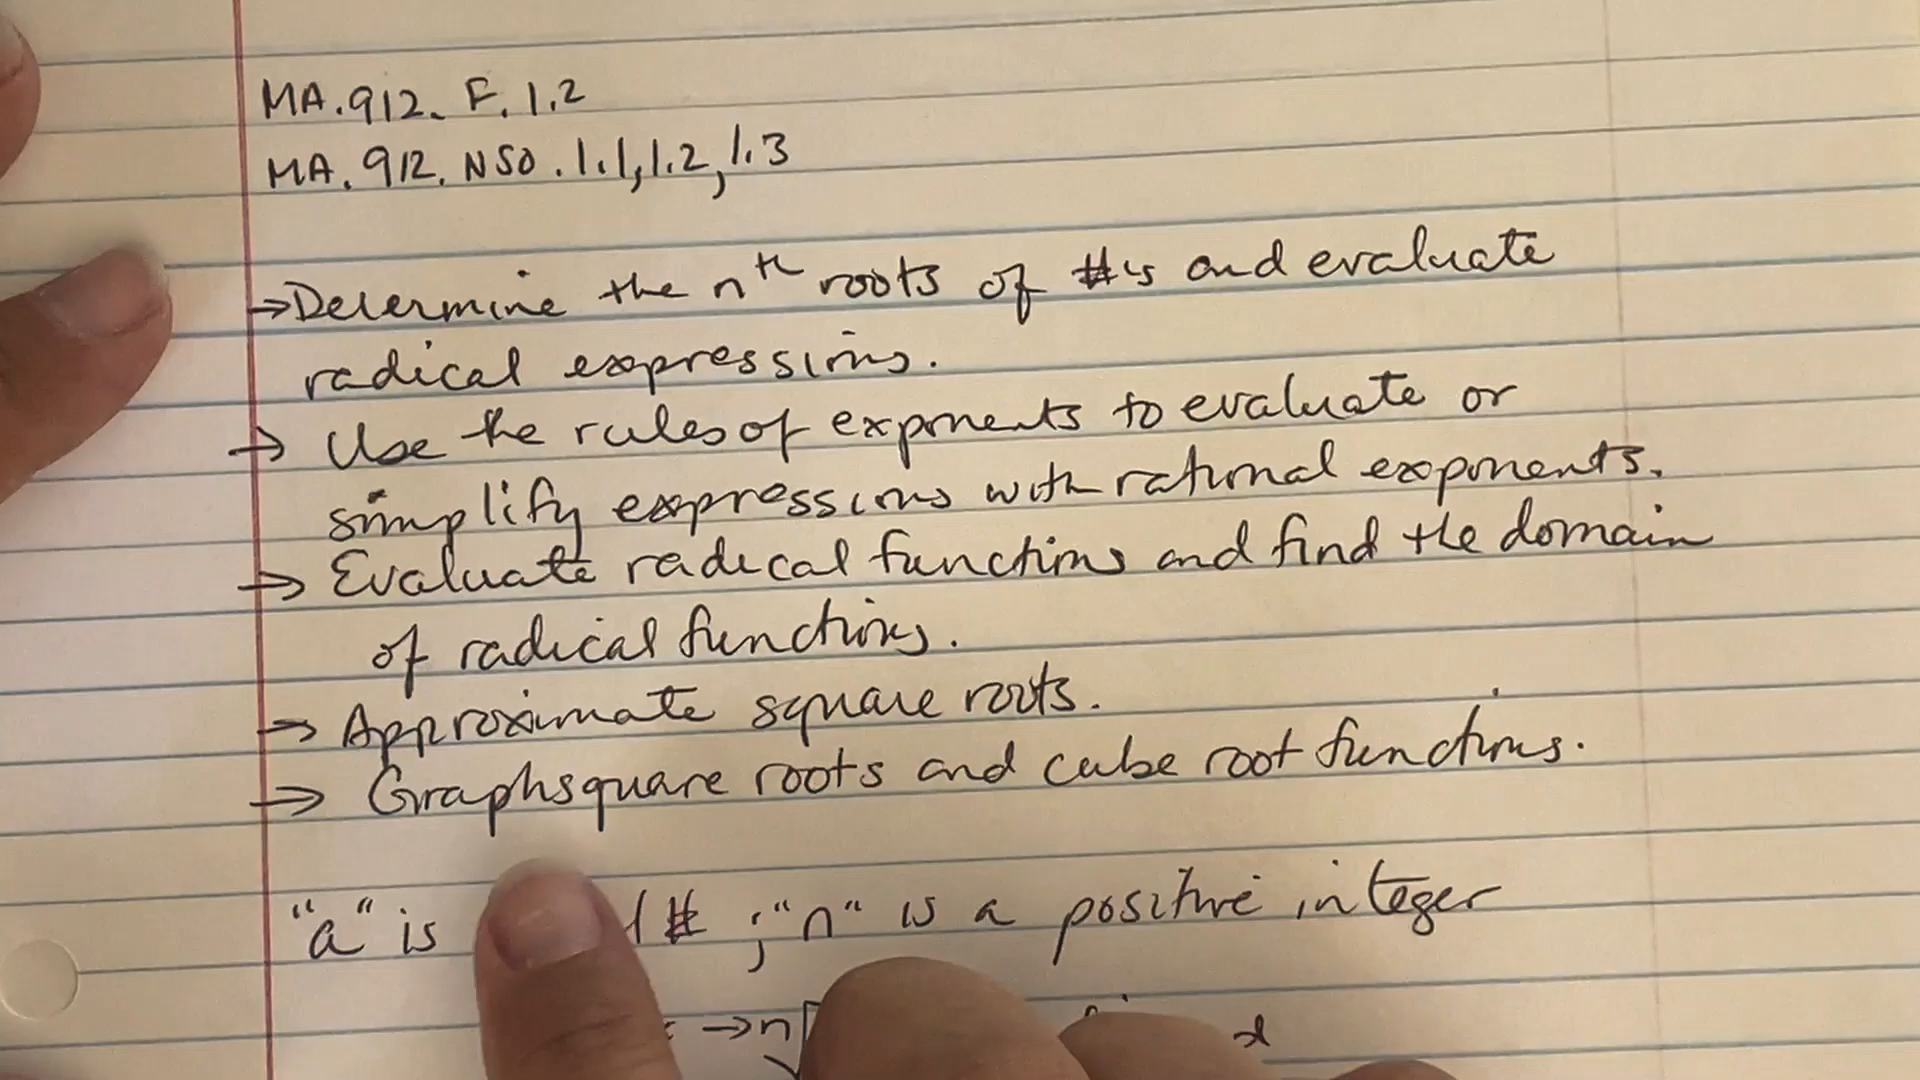 MA.912. F. 1.2
MA. 912. NSO. 1.1, 1.2, 1.3
→Determine the nth roots of #'s and evaluate
radical expressions.
→ Use the rules of exponents to evaluate or
simplify expressions with rational exponents.
→ Evaluate radical functions and find the domain
of radical functions.
→ Approximate square roots.
→ Graph square roots and cube root functions.
"a" is # ; "n" is a positive integer
→ n√